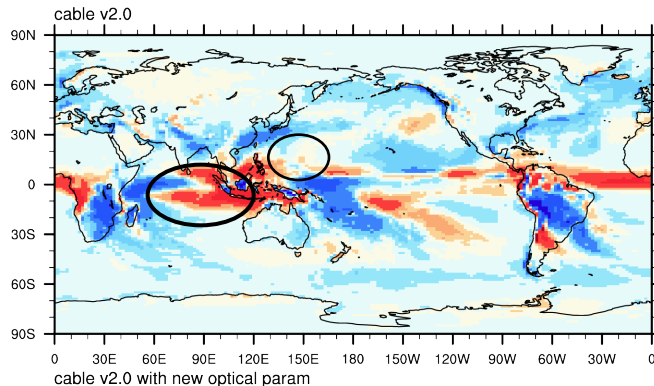 cable v2.0
90N
60N
30N
0
30S
60S
90S
0 30E 60E 90E 120E 150E 180 150W 120W 90W 60W 30W 0
cable v2.0 with new optical param